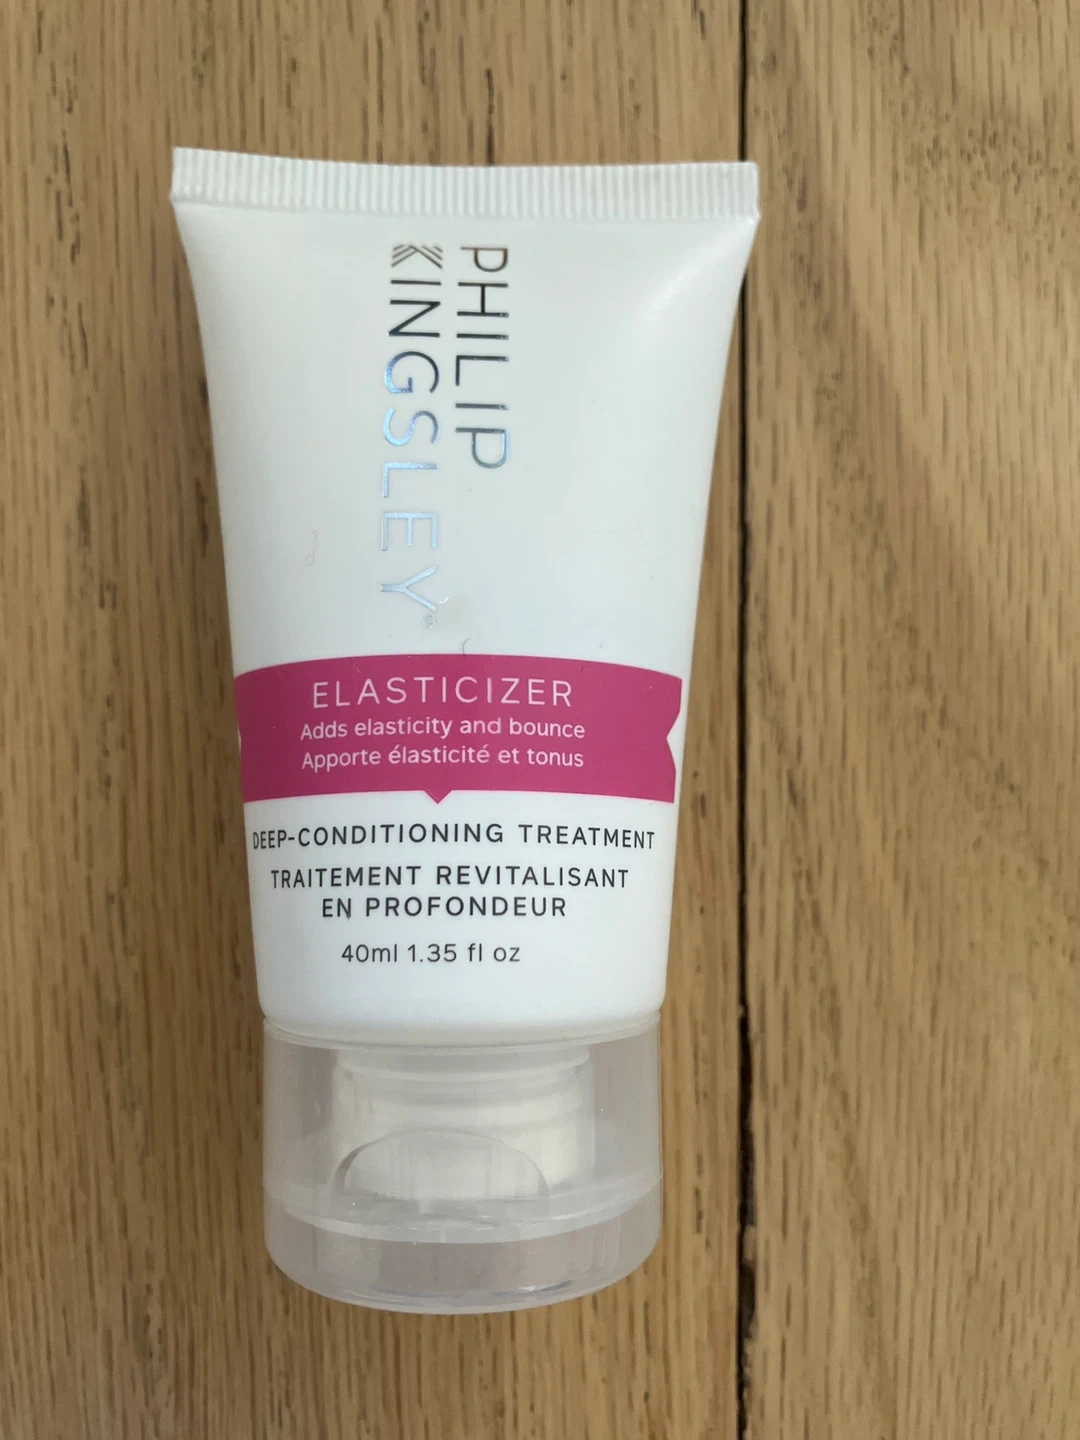 PHILIP
KINGSLEY®
ELASTICIZER
Adds elasticity and bounce
Apporte élasticité et tonus
DEEP-CONDITIONING TREATMENT
TRAITEMENT REVITALISANT
EN PROFONDEUR
40ml 1.35 fl oz